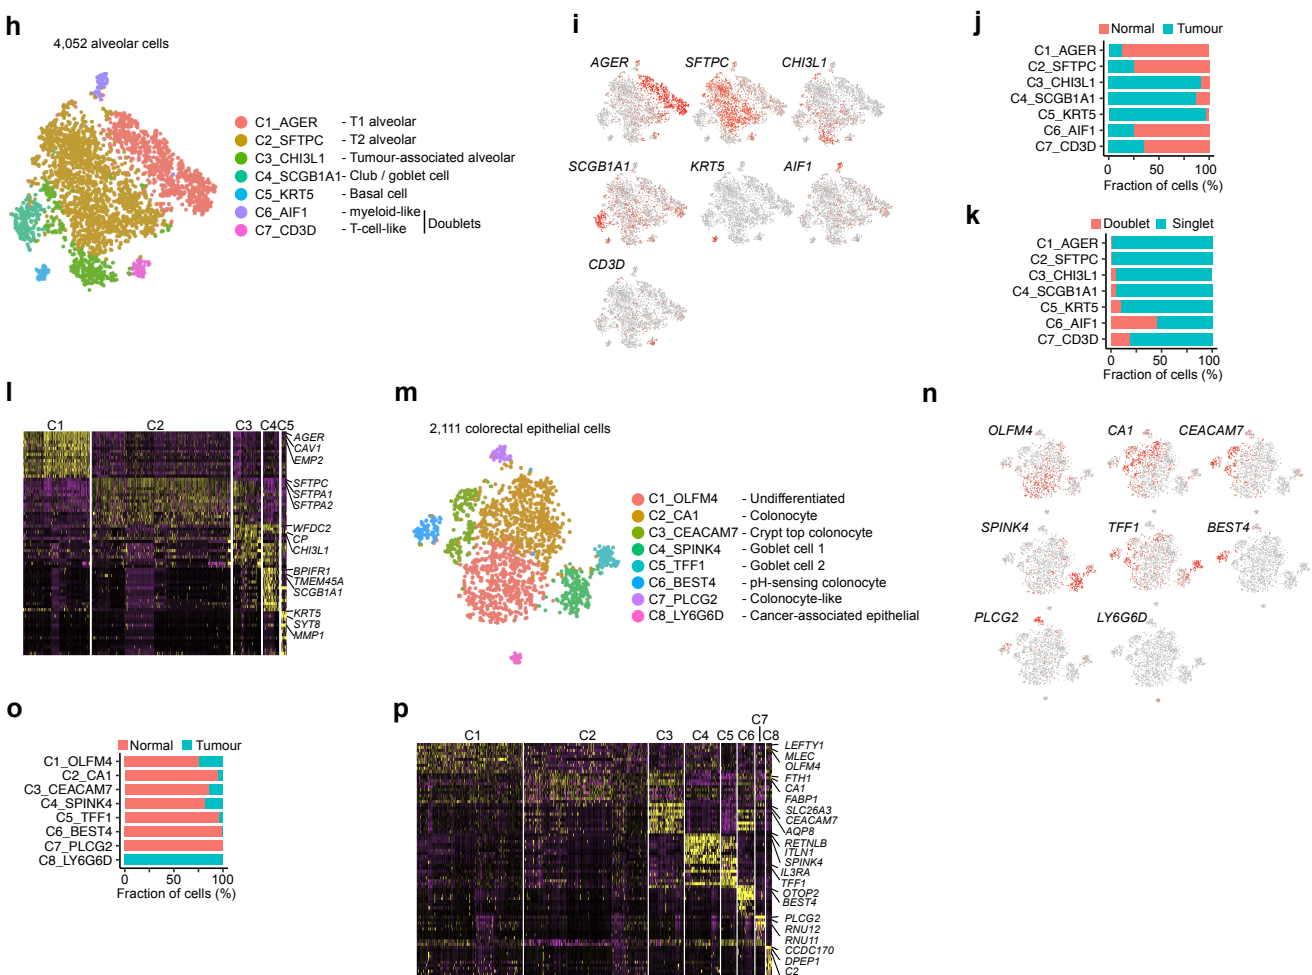 h
4,052 alveolar cells
C1_AGER - T1 alveolar
C2_SFTPC - T2 alveolar
C3_CHI3L1 - Tumour-associated alveolar
C4_SCGB1A1 - Club / goblet cell
C5_KRT5 - Basal cell
C6_AIF1 - myeloid-like
C7_CD3D - T-cell-like
Doublets
i
AGER SFTPC CHI3L1
SCGB1A1 KRT5 AIF1
CD3D
j
Normal Tumour
C1_AGER
C2_SFTPC
C3_CHI3L1
C4_SCGB1A1
C5_KRT5
C6_AIF1
C7_CD3D
0 50 100
Fraction of cells (%)
k
Doublet Singlet
C1_AGER
C2_SFTPC
C3_CHI3L1
C4_SCGB1A1
C5_KRT5
C6_AIF1
C7_CD3D
0 50 100
Fraction of cells (%)
l
C1 C2 C3 C4 C5
AGER
CAV1
EMP2
SFTPC
SFTPA1
SFTPA2
WFDC2
CP
CHI3L1
BPIFR1
TMEM45A
SCGB1A1
KRT5
SYT8
MMP1
m
2,111 colorectal epithelial cells
C1_OLFM4 - Undifferentiated
C2_CA1 - Colonocyte
C3_CEACAM7 - Crypt top colonocyte
C4_SPINK4 - Goblet cell 1
C5_TFF1 - Goblet cell 2
C6_BEST4 - pH-sensing colonocyte
C7_PLCG2 - Colonocyte-like
C8_LY6G6D - Cancer-associated epithelial
n
OLFM4 CA1 CEACAM7
SPINK4 TFF1 BEST4
PLCG2 LY6G6D
o
Normal Tumour
C1_OLFM4
C2_CA1
C3_CEACAM7
C4_SPINK4
C5_TFF1
C6_BEST4
C7_PLCG2
C8_LY6G6D
0 50 100
Fraction of cells (%)
p
C1 C2 C3 C4 C5 C6 C7 C8
LEFTY1
MLEC
OLFM4
FTH1
CA1
FABP1
SLC26A3
CEACAM7
AQP8
RETNLB
ITLN1
SPINK4
IL3RA
TFF1
OTOP2
BEST4
PLCG2
RNU12
RNU11
CCDC170
DPEP1
C2